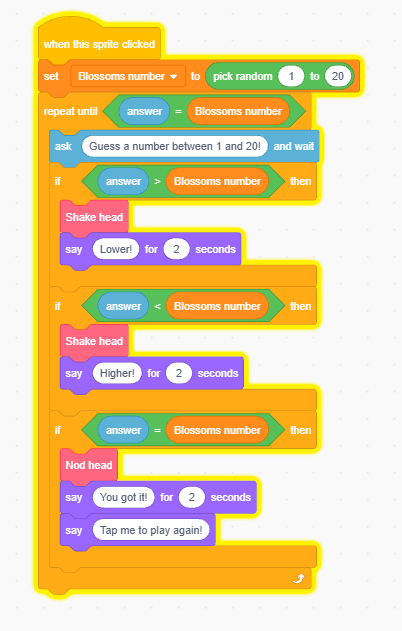 when this sprite clicked
set Blossoms number to pick random 1 to 20
repeat until answer = Blossoms number
ask Guess a number between 1 and 20! and wait
if answer > Blossoms number then
Shake head
say Lower! for 2 seconds
if answer < Blossoms number then
Shake head
say Higher! for 2 seconds
if answer = Blossoms number then
Nod head
say You got it! for 2 seconds
say Tap me to play again!